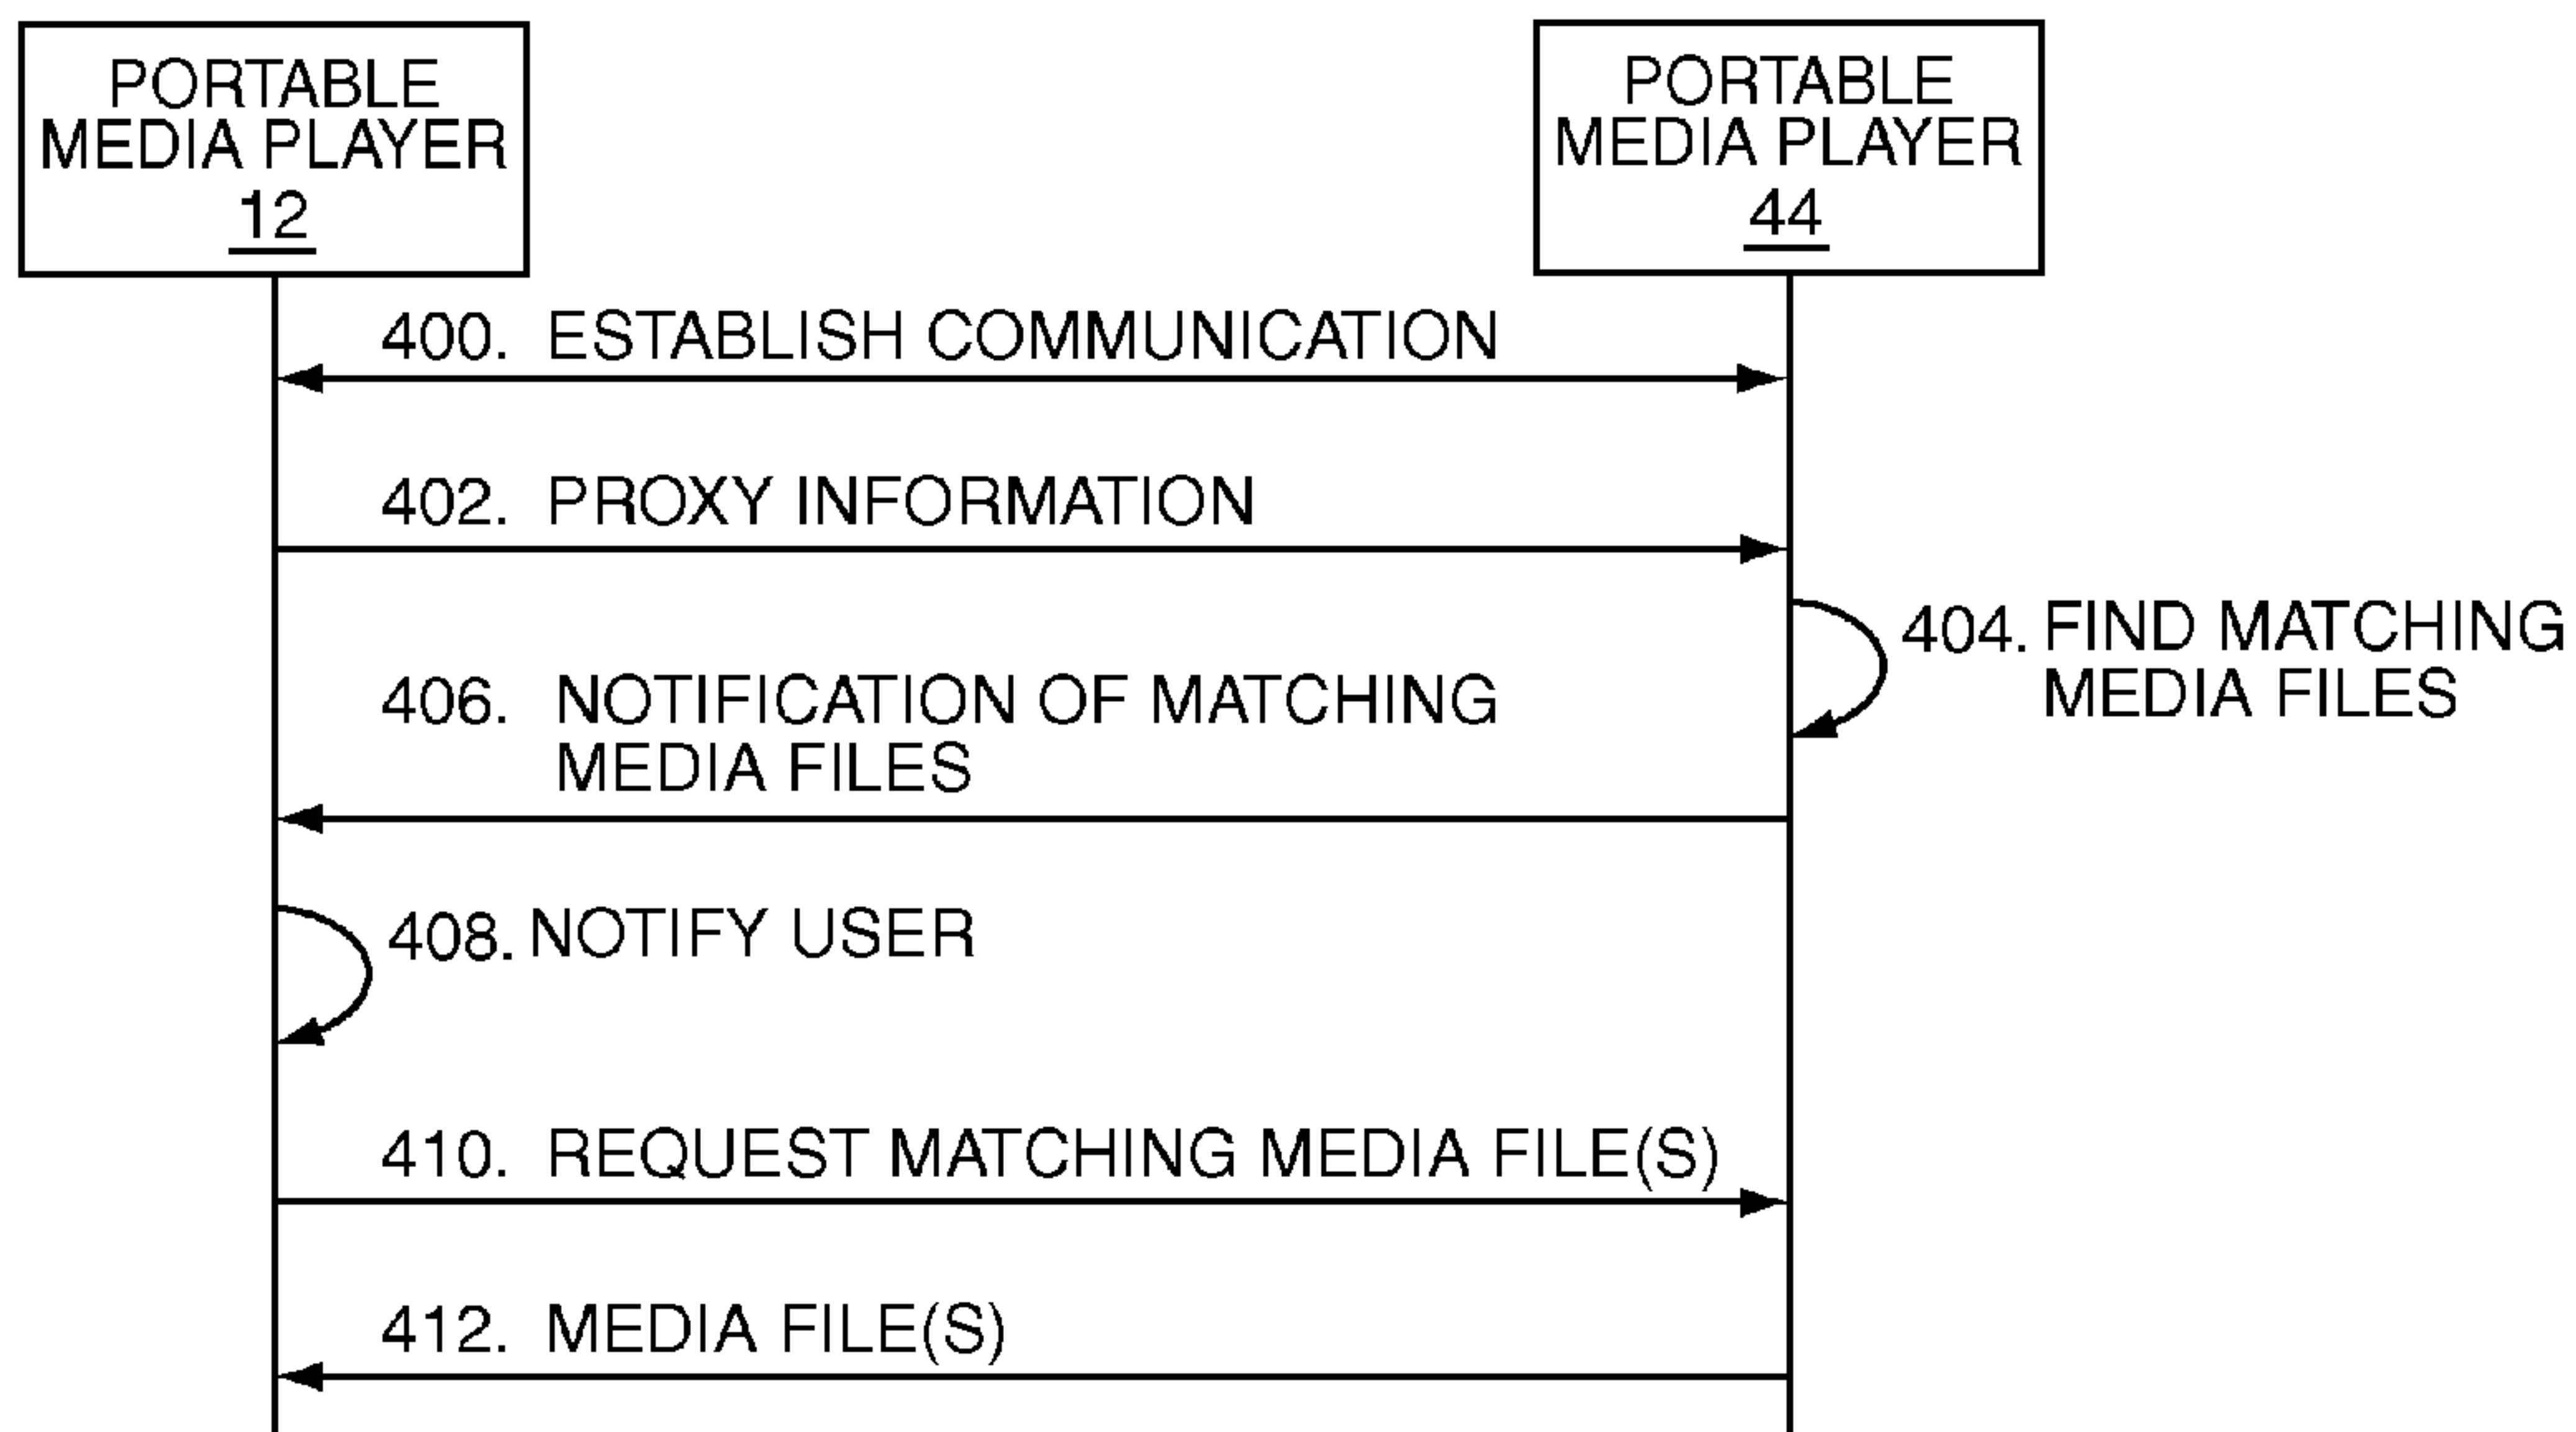 PORTABLE
MEDIA PLAYER
12
PORTABLE
MEDIA PLAYER
44
400. ESTABLISH COMMUNICATION
402. PROXY INFORMATION
404. FIND MATCHING
MEDIA FILES
406. NOTIFICATION OF MATCHING
MEDIA FILES
408. NOTIFY USER
410. REQUEST MATCHING MEDIA FILE(S)
412. MEDIA FILE(S)